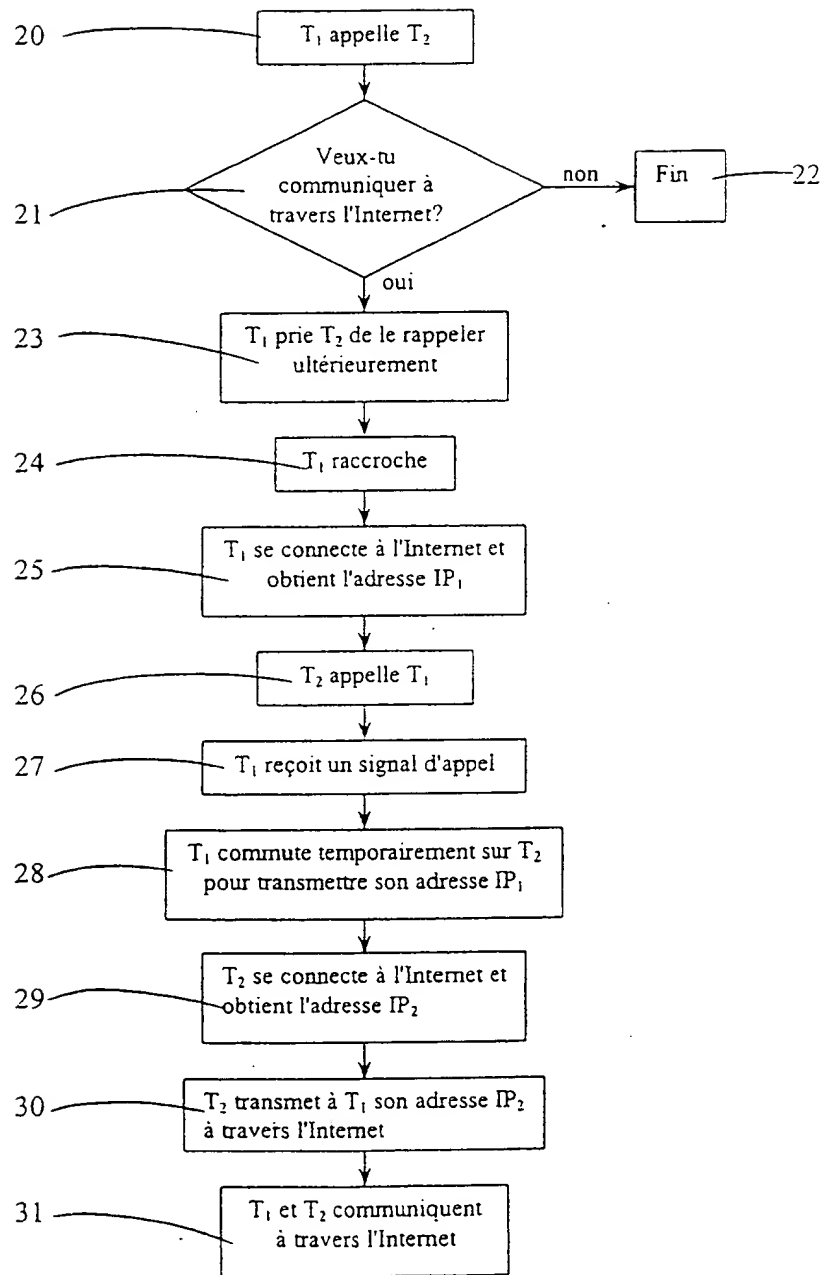 20
T₁ appelle T₂
Veux-tu
communiquer à
travers l'Internet?
21
non
Fin
22
oui
23
T₁ prie T₂ de le rappeler
ultérieurement
24
T₁ raccroche
25
T₁ se connecte à l'Internet et
obtient l'adresse IP₁
26
T₂ appelle T₁
27
T₁ reçoit un signal d'appel
28
T₁ commute temporairement sur T₂
pour transmettre son adresse IP₁
29
T₂ se connecte à l'Internet et
obtient l'adresse IP₂
30
T₂ transmet à T₁ son adresse IP₂
à travers l'Internet
31
T₁ et T₂ communiquent
à travers l'Internet